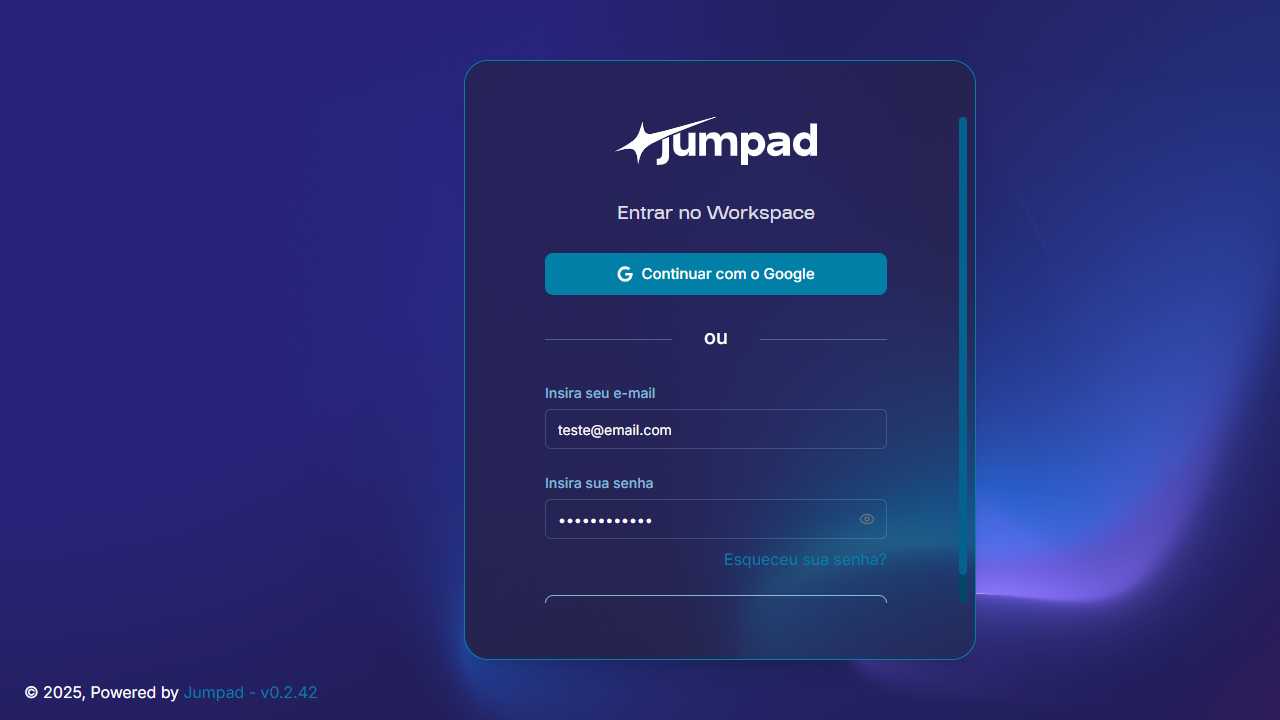 jumpad
Entrar no Workspace
Continuar com o Google
ou
Insira seu e-mail
teste@email.com
Insira sua senha
••••••••••••
Esqueceu sua senha?
© 2025, Powered by Jumpad - v0.2.42